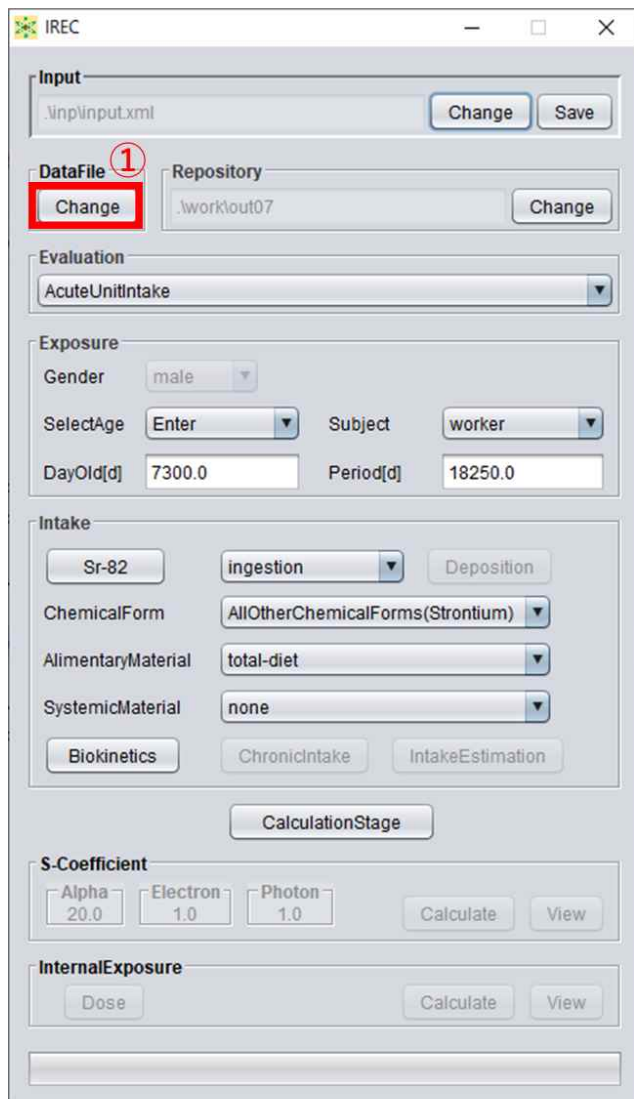 IREC
Input
.\inp\input.xml Change Save
①
DataFile Repository
Change .\work\out07 Change
Evaluation
AcuteUnitIntake
Exposure
Gender male
SelectAge Enter Subject worker
DayOld[d] 7300.0 Period[d] 18250.0
Intake
Sr-82 ingestion Deposition
ChemicalForm AllOtherChemicalForms(Strontium)
AlimentaryMaterial total-diet
SystemicMaterial none
Biokinetics ChronicIntake IntakeEstimation
CalculationStage
S-Coefficient
Alpha Electron Photon
20.0 1.0 1.0 Calculate View
InternalExposure
Dose Calculate View